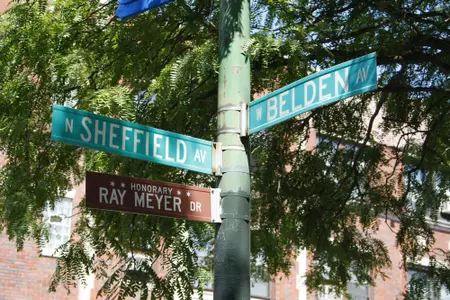 N SHEFFIELD AV
W BELDEN AV
★ ★ HONORARY ★ ★
RAY MEYER DR